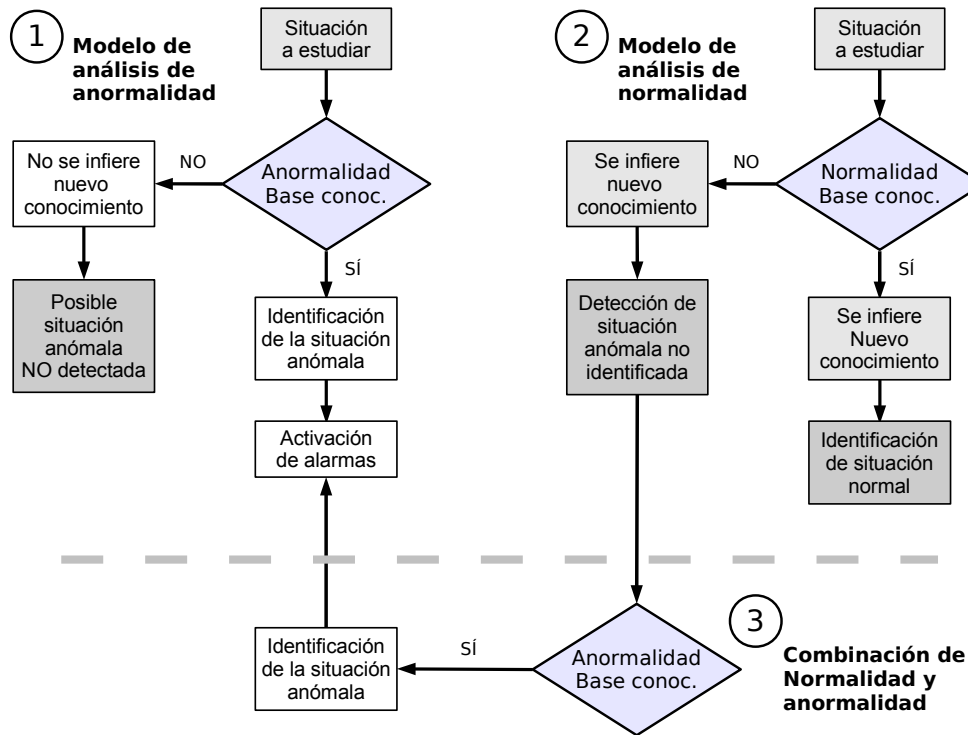 1
Modelo de
análisis de
anormalidad
Situación
a estudiar
Anormalidad
Base conoc.
NO
No se infiere
nuevo
conocimiento
Posible
situación
anómala
NO detectada
SÍ
Identificación
de la situación
anómala
Activación
de alarmas
2
Modelo de
análisis de
normalidad
Situación
a estudiar
Normalidad
Base conoc.
NO
Se infiere
nuevo
conocimiento
Detección de
situación
anómala no
identificada
SÍ
Se infiere
Nuevo
conocimiento
Identificación
de situación
normal
3
Combinación de
Normalidad y
anormalidad
Anormalidad
Base conoc.
SÍ
Identificación
de la situación
anómala